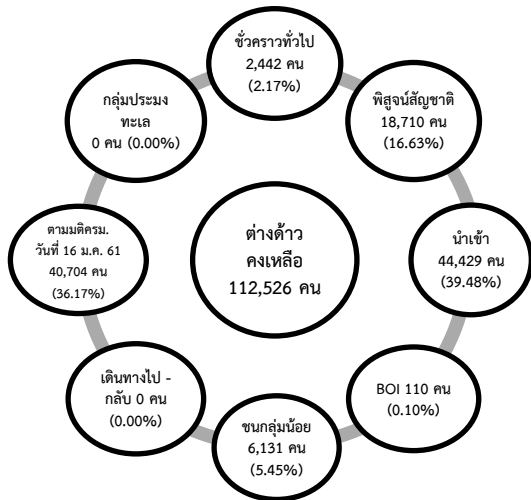 ชั่วคราวทั่วไป
2,442 คน
(2.17%)
พิสูจน์สัญชาติ
18,710 คน
(16.63%)
นำเข้า
44,429 คน
(39.48%)
BOI 110 คน
(0.10%)
ชนกลุ่มน้อย
6,131 คน
(5.45%)
เดินทางไป -
กลับ 0 คน
(0.00%)
ตามมติครม.
วันที่ 16 ม.ค. 61
40,704 คน
(36.17%)
กลุ่มประมง
ทะเล
0 คน (0.00%)
ต่างด้าว
คงเหลือ
112,526 คน